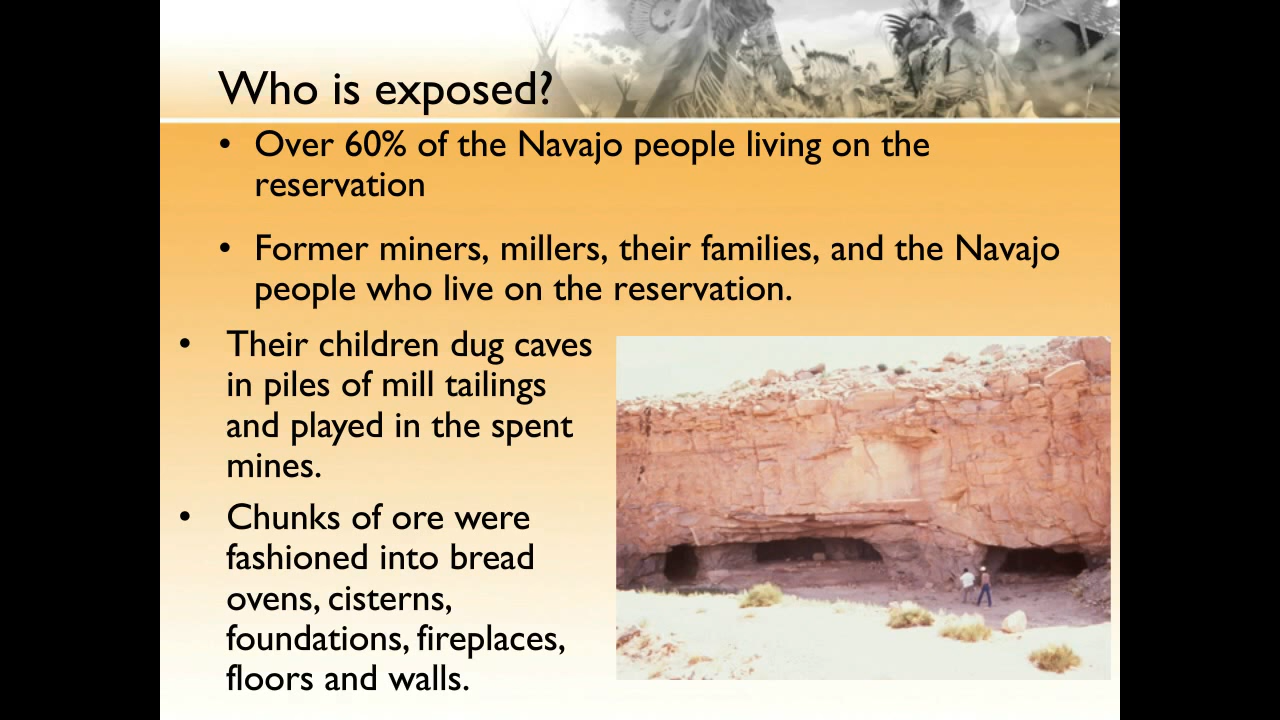 Who is exposed?
• Over 60% of the Navajo people living on the
reservation
• Former miners, millers, their families, and the Navajo
people who live on the reservation.
• Their children dug caves
in piles of mill tailings
and played in the spent
mines.
• Chunks of ore were
fashioned into bread
ovens, cisterns,
foundations, fireplaces,
floors and walls.